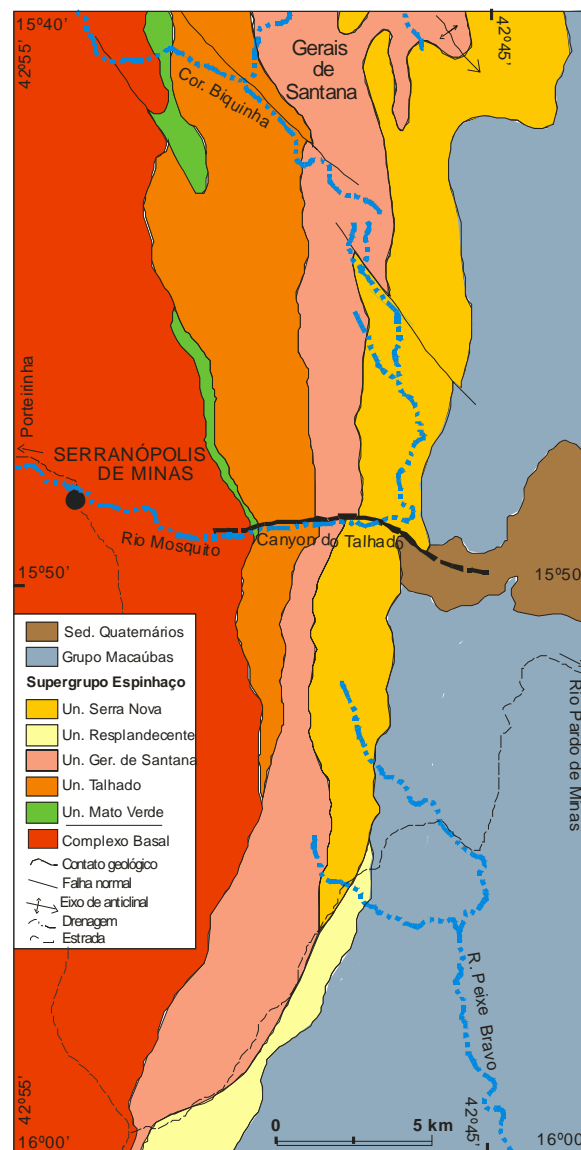 15º40'
42º55'
42º45'
Gerais
de
Santana
Cor. Biquinha
Porteirinha
SERRANÓPOLIS
DE MINAS
Rio Mosquito
Canyon do Talhado
15º50'
15º50'
Sed. Quaternários
Grupo Macaúbas
Supergrupo Espinhaço
Un. Serra Nova
Un. Resplandecente
Un. Ger. de Santana
Un. Talhado
Un. Mato Verde
Complexo Basal
Contato geológico
Falha normal
Eixo de anticlinal
Drenagem
Estrada
Rio Pardo de Minas
R. Peixe Bravo
42º55'
16º00'
0 5 km
42º45'
16º00'